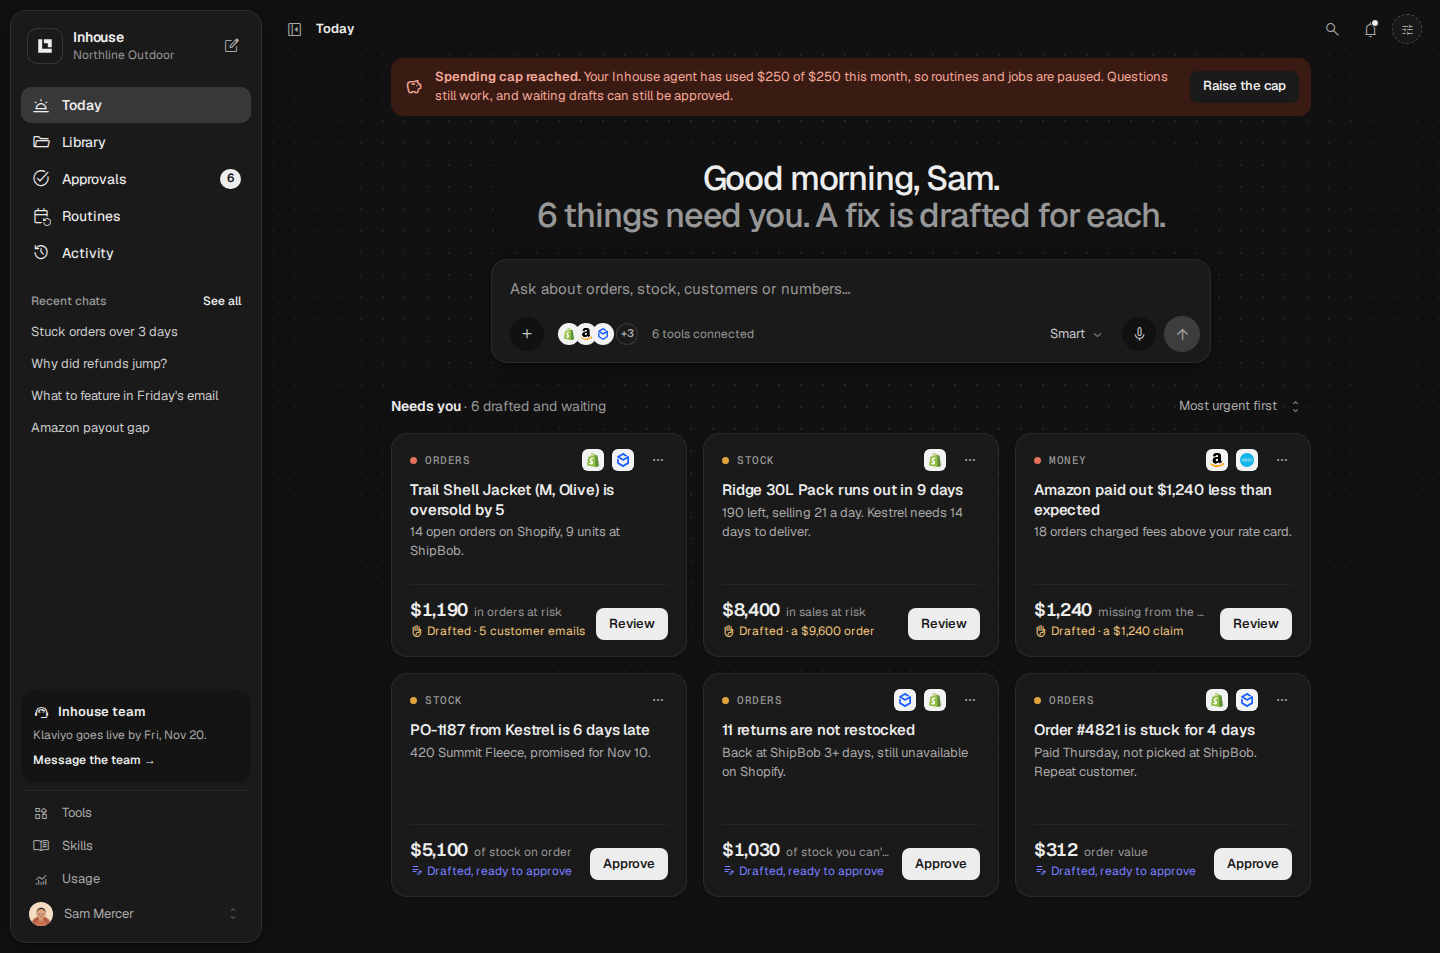 Inhouse
Northline Outdoor
Today
Library
Approvals
6
Routines
Activity
Recent chats
See all
Stuck orders over 3 days
Why did refunds jump?
What to feature in Friday's email
Amazon payout gap
Inhouse team
Klaviyo goes live by Fri, Nov 20.
Message the team →
Tools
Skills
Usage
Sam Mercer
Today
Spending cap reached. Your Inhouse agent has used $250 of $250 this month, so routines and jobs are paused. Questions
still work, and waiting drafts can still be approved.
Raise the cap
Good morning, Sam.
6 things need you. A fix is drafted for each.
Ask about orders, stock, customers or numbers…
+3
6 tools connected
Smart
Needs you · 6 drafted and waiting
Most urgent first
ORDERS
Trail Shell Jacket (M, Olive) is
oversold by 5
14 open orders on Shopify, 9 units at
ShipBob.
$1,190 in orders at risk
Drafted · 5 customer emails
Review
STOCK
Ridge 30L Pack runs out in 9 days
190 left, selling 21 a day. Kestrel needs 14
days to deliver.
$8,400 in sales at risk
Drafted · a $9,600 order
Review
MONEY
Amazon paid out $1,240 less than
expected
18 orders charged fees above your rate card.
$1,240 missing from the …
Drafted · a $1,240 claim
Review
STOCK
PO-1187 from Kestrel is 6 days late
420 Summit Fleece, promised for Nov 10.
$5,100 of stock on order
Drafted, ready to approve
Approve
ORDERS
11 returns are not restocked
Back at ShipBob 3+ days, still unavailable
on Shopify.
$1,030 of stock you can'…
Drafted, ready to approve
Approve
ORDERS
Order #4821 is stuck for 4 days
Paid Thursday, not picked at ShipBob.
Repeat customer.
$312 order value
Drafted, ready to approve
Approve